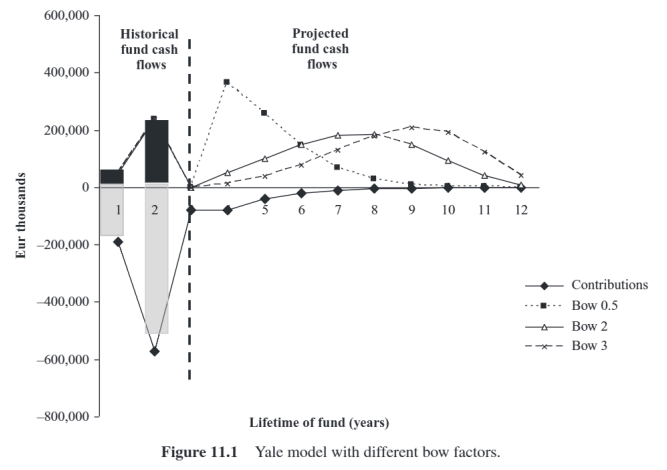 600,000
400,000
200,000
0
–200,000
–400,000
–600,000
–800,000
Eur thousands
Historical
fund cash
flows
Projected
fund cash
flows
1 2 5 6 7 8 9 10 11 12
Contributions
Bow 0.5
Bow 2
Bow 3
Lifetime of fund (years)
Figure 11.1 Yale model with different bow factors.